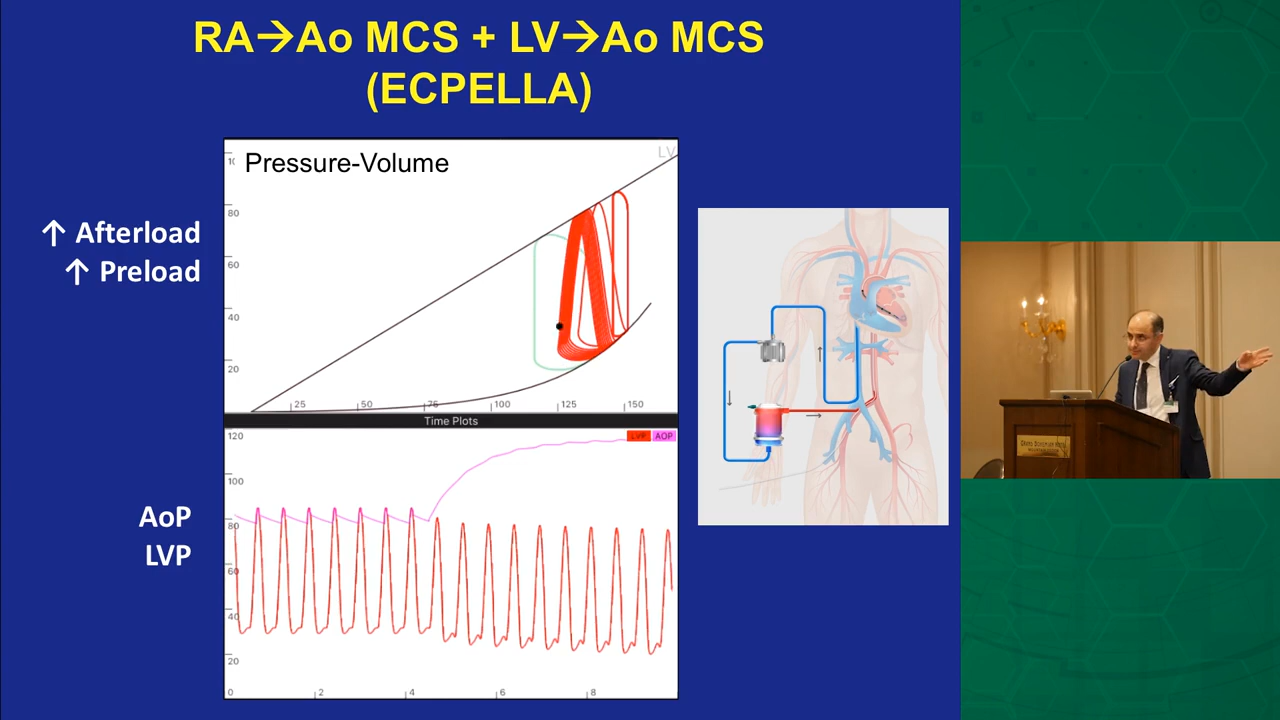 RA→Ao MCS + LV→Ao MCS
(ECPELLA)
Pressure-Volume
LV
80
60
40
20
25
50
75
100
125
150
↑ Afterload
↑ Preload
Time Plots
LVP
AOP
120
100
80
60
40
20
0
2
4
6
8
AoP
LVP